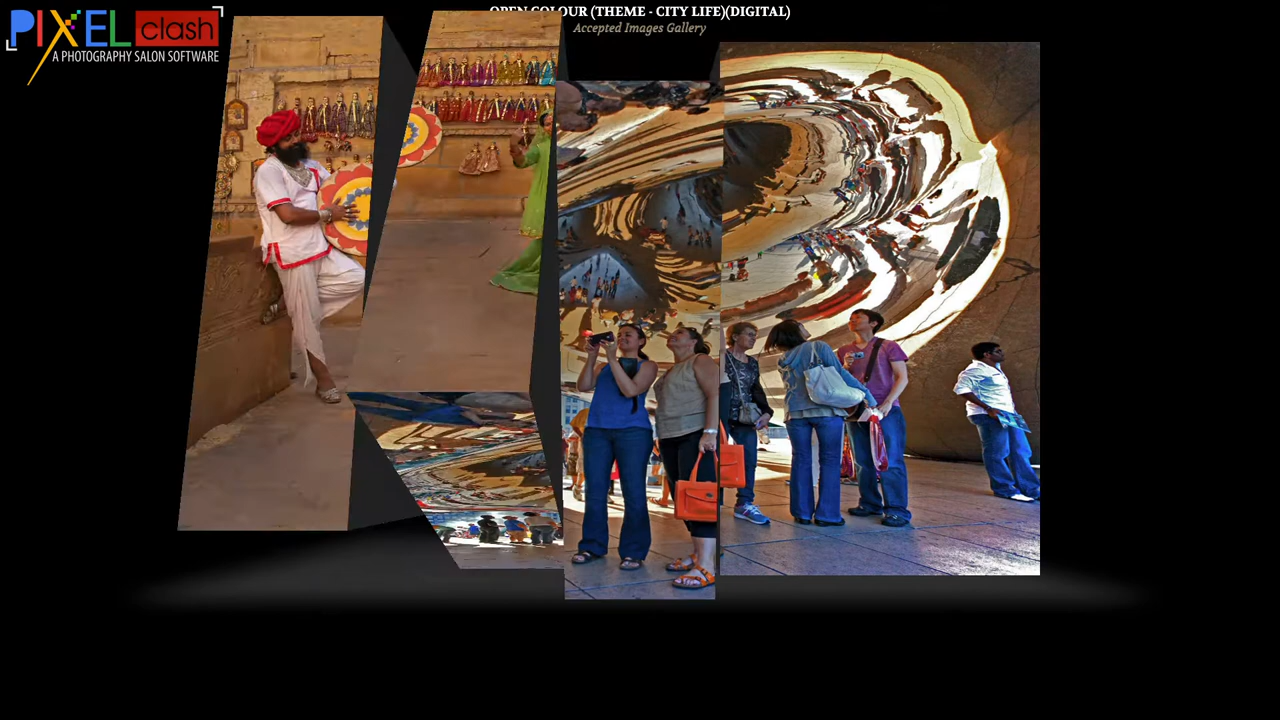 PIXEL clash
A PHOTOGRAPHY SALON SOFTWARE
OPEN COLOUR (THEME - CITY LIFE)(DIGITAL)
Accepted Images Gallery